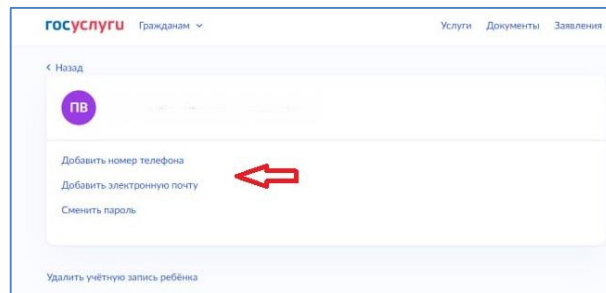 госуслуги Гражданам Услуги Документы Заявления
Назад
ПВ
Добавить номер телефона
Добавить электронную почту
Сменить пароль
Удалить учётную запись ребёнка